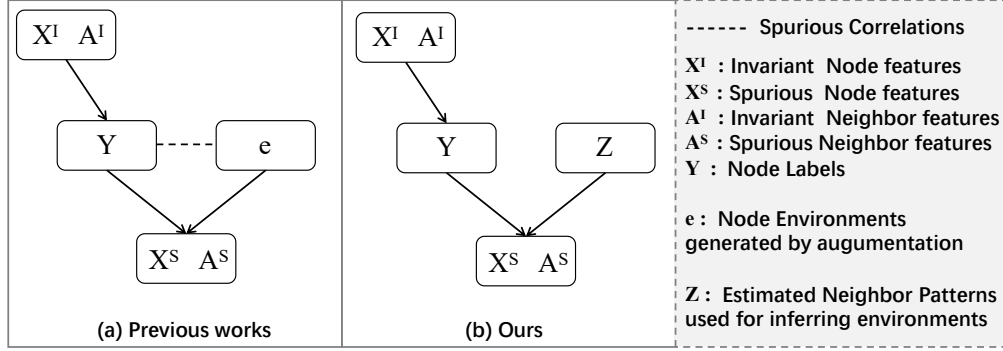 X^I A^I
Y
e
X^S A^S
(a) Previous works
X^I A^I
Y
Z
X^S A^S
(b) Ours
Spurious Correlations
X^I : Invariant Node features
X^S : Spurious Node features
A^I : Invariant Neighbor features
A^S : Spurious Neighbor features
Y : Node Labels
e : Node Environments
generated by augumentation
Z : Estimated Neighbor Patterns
used for inferring environments